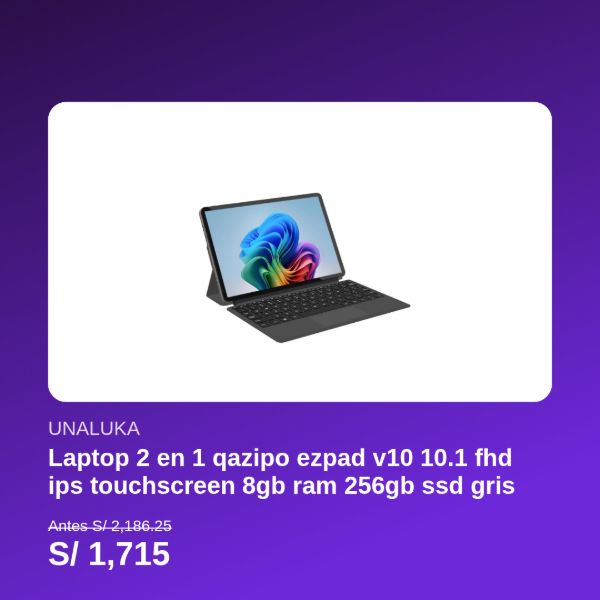 UNALUKA
Laptop 2 en 1 qazipo ezpad v10 10.1 fhd
ips touchscreen 8gb ram 256gb ssd gris
Antes S/ 2,186.25
S/ 1,715